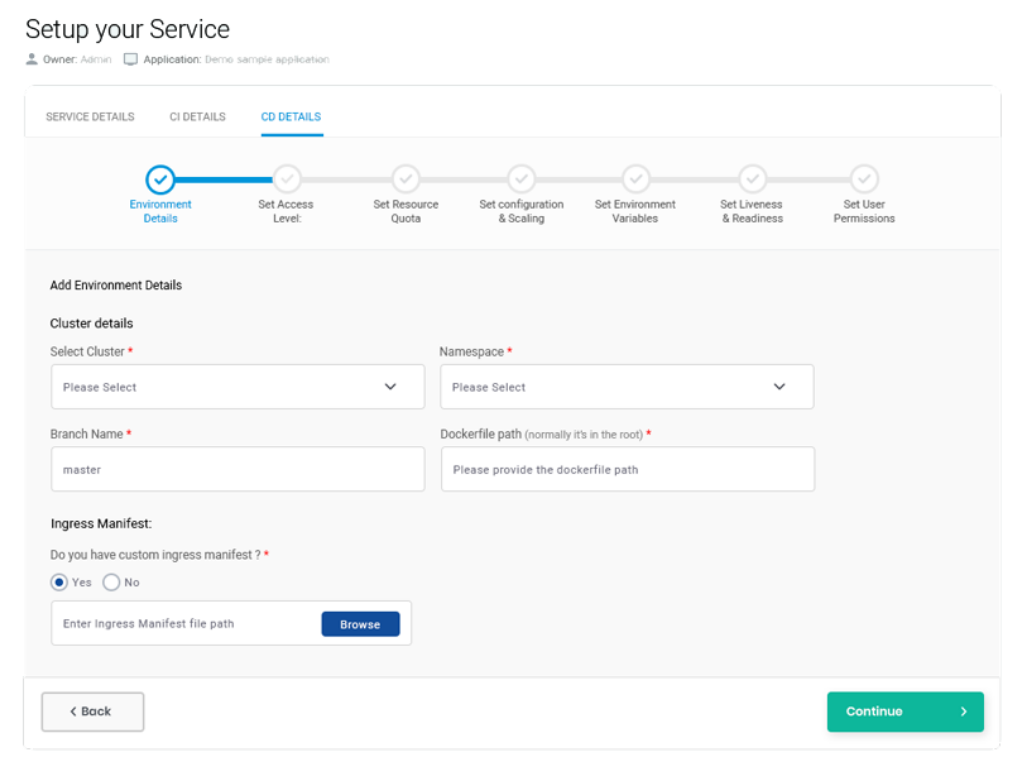 Setup your Service
Owner: Admin Application: Demo sample application
SERVICE DETAILS CI DETAILS CD DETAILS
Environment Details
Set Access Level:
Set Resource Quota
Set configuration & Scaling
Set Environment Variables
Set Liveness & Readiness
Set User Permissions
Add Environment Details
Cluster details
Select Cluster * Namespace *
Please Select Please Select
Branch Name * Dockerfile path (normally it's in the root) *
master Please provide the dockerfile path
Ingress Manifest:
Do you have custom ingress manifest ? *
Yes No
Enter Ingress Manifest file path Browse
Back Continue